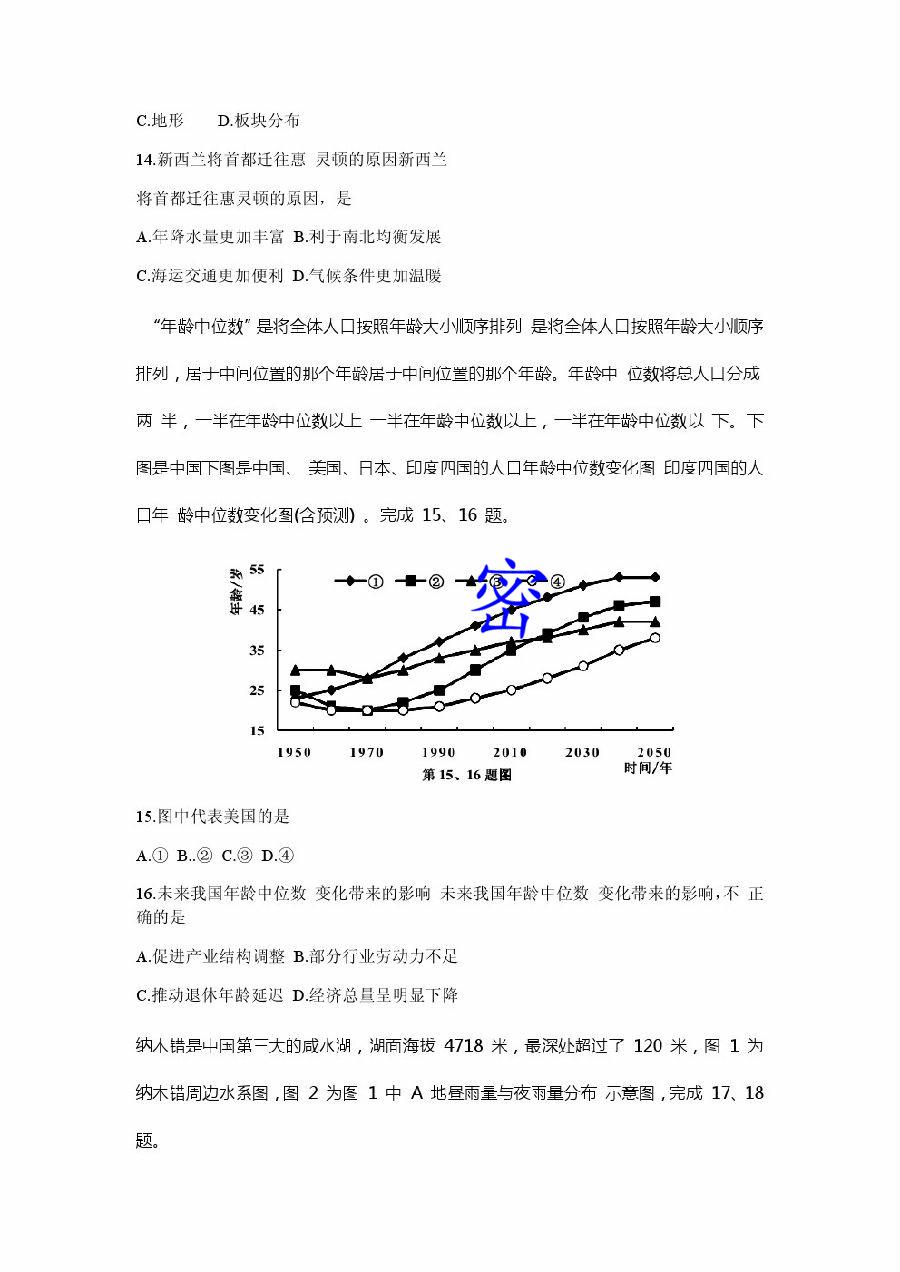 C.地形 D.板块分布
14.新西兰将首都迁往惠 灵顿的原因新西兰
将首都迁往惠灵顿的原因，是
A.年降水量更加丰富 B.利于南北均衡发展
C.海运交通更加便利 D.气候条件更加温暖
“年龄中位数”是将全体人口按照年龄大小顺序排列 是将全体人口按照年龄大小顺序
排列，居于中间位置的那个年龄居于中间位置的那个年龄。年龄中 位数将总人口分成
两 半，一半在年龄中位数以上 一半在年龄中位数以上，一半在年龄中位数以 下。下
图是中国下图是中国、 美国、日本、印度四国的人口年龄中位数变化图 印度四国的人
口年 龄中位数变化图(含预测) 。完成 15、16 题。
年龄/岁
55
45
35
25
15
① ② ③ ④
密
1950 1970 1990 2010 2030 2050
时间/年
第15、16题图
15.图中代表美国的是
A.① B..② C.③ D.④
16.未来我国年龄中位数 变化带来的影响 未来我国年龄中位数 变化带来的影响，不 正
确的是
A.促进产业结构调整 B.部分行业劳动力不足
C.推动退休年龄延迟 D.经济总量呈明显下降
纳木错是中国第三大的咸水湖，湖面海拔 4718 米，最深处超过了 120 米，图 1 为
纳木错周边水系图，图 2 为图 1 中 A 地昼雨量与夜雨量分布 示意图，完成 17、18
题。